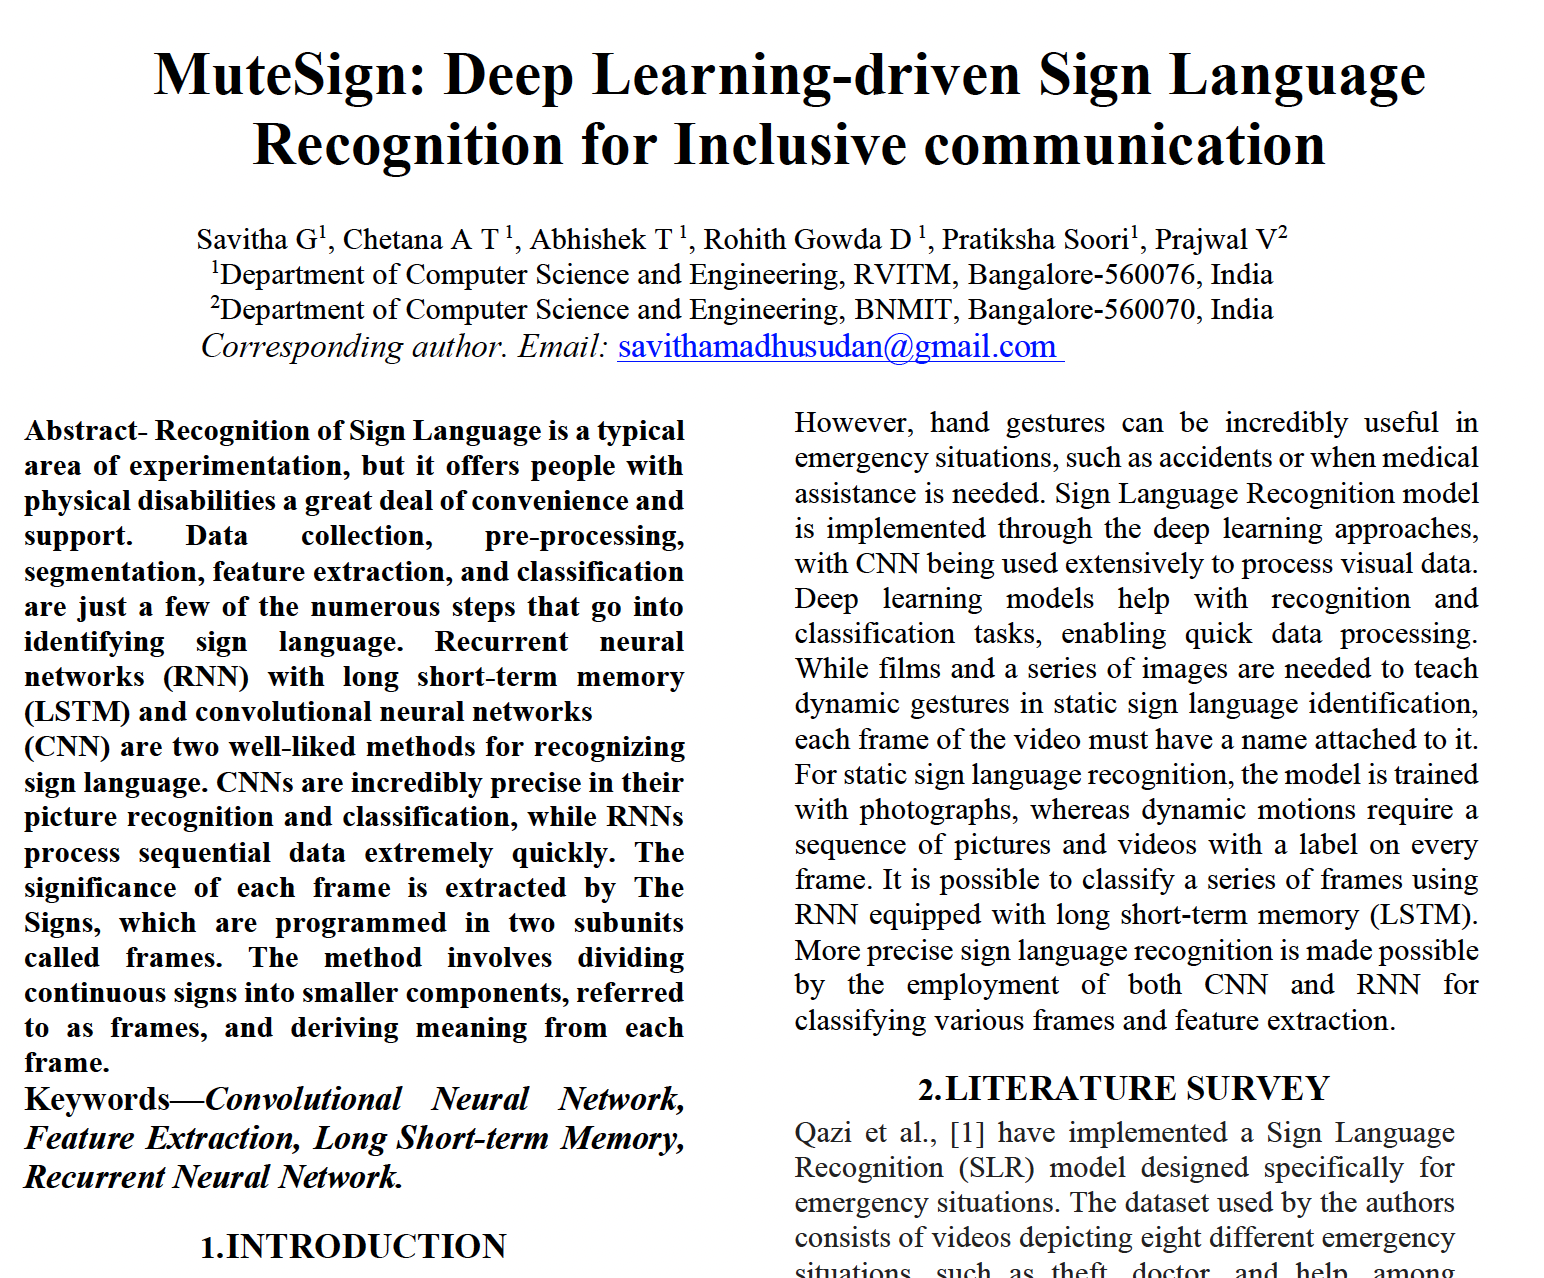 MuteSign: Deep Learning-driven Sign Language
Recognition for Inclusive communication
Savitha G1, Chetana A T 1, Abhishek T 1, Rohith Gowda D 1, Pratiksha Soori1, Prajwal V2
1Department of Computer Science and Engineering, RVITM, Bangalore-560076, India
2Department of Computer Science and Engineering, BNMIT, Bangalore-560070, India
Corresponding author. Email: savithamadhusudan@gmail.com
Abstract- Recognition of Sign Language is a typical
area of experimentation, but it offers people with
physical disabilities a great deal of convenience and
support. Data collection, pre-processing,
segmentation, feature extraction, and classification
are just a few of the numerous steps that go into
identifying sign language. Recurrent neural
networks (RNN) with long short-term memory
(LSTM) and convolutional neural networks
(CNN) are two well-liked methods for recognizing
sign language. CNNs are incredibly precise in their
picture recognition and classification, while RNNs
process sequential data extremely quickly. The
significance of each frame is extracted by The
Signs, which are programmed in two subunits
called frames. The method involves dividing
continuous signs into smaller components, referred
to as frames, and deriving meaning from each
frame.
Keywords—Convolutional Neural Network,
Feature Extraction, Long Short-term Memory,
Recurrent Neural Network.
1.INTRODUCTION
However, hand gestures can be incredibly useful in
emergency situations, such as accidents or when medical
assistance is needed. Sign Language Recognition model
is implemented through the deep learning approaches,
with CNN being used extensively to process visual data.
Deep learning models help with recognition and
classification tasks, enabling quick data processing.
While films and a series of images are needed to teach
dynamic gestures in static sign language identification,
each frame of the video must have a name attached to it.
For static sign language recognition, the model is trained
with photographs, whereas dynamic motions require a
sequence of pictures and videos with a label on every
frame. It is possible to classify a series of frames using
RNN equipped with long short-term memory (LSTM).
More precise sign language recognition is made possible
by the employment of both CNN and RNN for
classifying various frames and feature extraction.
2.LITERATURE SURVEY
Qazi et al., [1] have implemented a Sign Language
Recognition (SLR) model designed specifically for
emergency situations. The dataset used by the authors
consists of videos depicting eight different emergency
situations, such as theft, doctor, and help, among